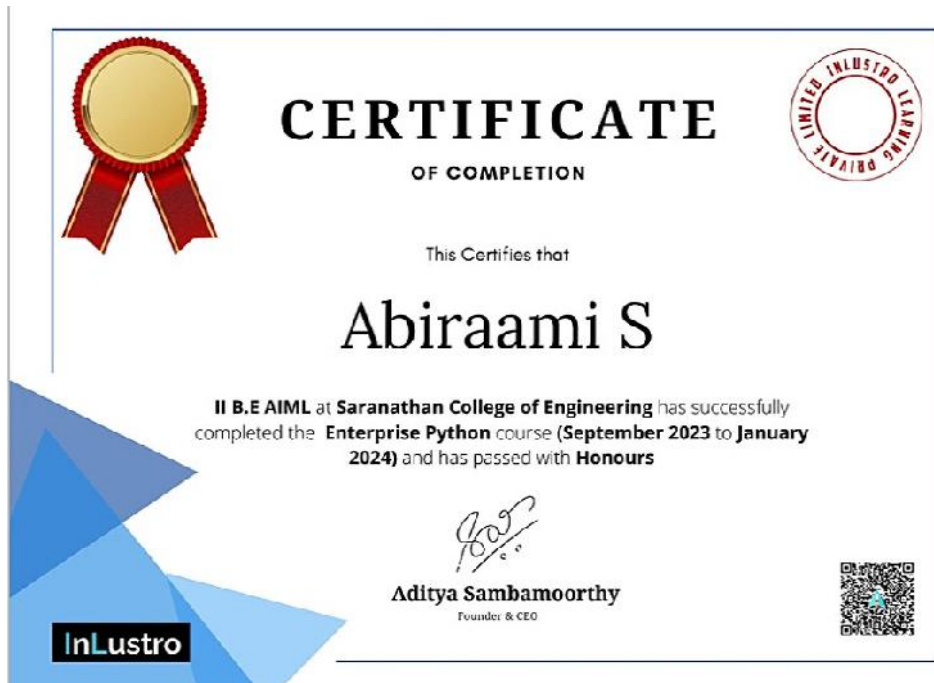 CERTIFICATE
INLUSTRO LEARNING PRIVATE LIMITED
OF COMPLETION
This Certifies that
Abiraami S
II B.E AIML at Saranathan College of Engineering has successfully
completed the Enterprise Python course (September 2023 to January
2024) and has passed with Honours
Aditya Sambamoorthy
Founder & CEO
InLustro